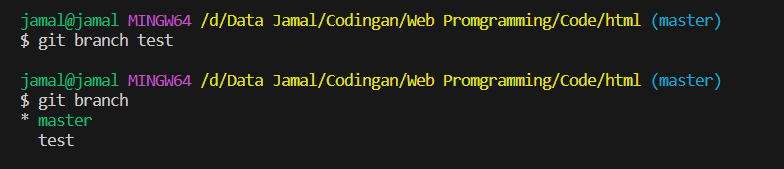 jamal@jamal MINGW64 /d/Data Jamal/Codingan/Web Promgramming/Code/html (master)
$ git branch test
jamal@jamal MINGW64 /d/Data Jamal/Codingan/Web Promgramming/Code/html (master)
$ git branch
* master
test